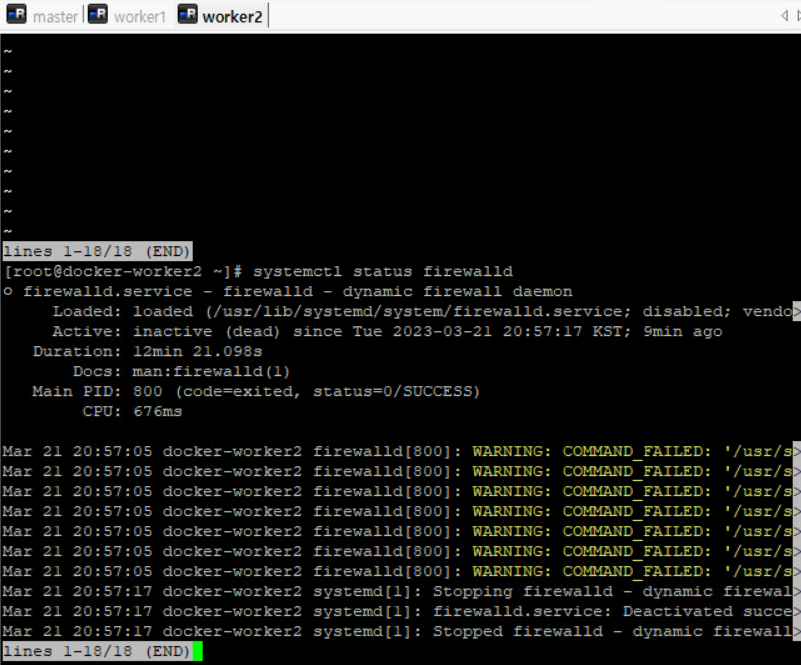 master worker1 worker2
~
~
~
~
~
~
~
~
~
~
lines 1-18/18 (END)
[root@docker-worker2 ~]# systemctl status firewalld
○ firewalld.service - firewalld - dynamic firewall daemon
Loaded: loaded (/usr/lib/systemd/system/firewalld.service; disabled; vendo>
Active: inactive (dead) since Tue 2023-03-21 20:57:17 KST; 9min ago
Duration: 12min 21.098s
Docs: man:firewalld(1)
Main PID: 800 (code=exited, status=0/SUCCESS)
CPU: 676ms
Mar 21 20:57:05 docker-worker2 firewalld[800]: WARNING: COMMAND_FAILED: '/usr/s>
Mar 21 20:57:05 docker-worker2 firewalld[800]: WARNING: COMMAND_FAILED: '/usr/s>
Mar 21 20:57:05 docker-worker2 firewalld[800]: WARNING: COMMAND_FAILED: '/usr/s>
Mar 21 20:57:05 docker-worker2 firewalld[800]: WARNING: COMMAND_FAILED: '/usr/s>
Mar 21 20:57:05 docker-worker2 firewalld[800]: WARNING: COMMAND_FAILED: '/usr/s>
Mar 21 20:57:05 docker-worker2 firewalld[800]: WARNING: COMMAND_FAILED: '/usr/s>
Mar 21 20:57:05 docker-worker2 firewalld[800]: WARNING: COMMAND_FAILED: '/usr/s>
Mar 21 20:57:17 docker-worker2 systemd[1]: Stopping firewalld - dynamic firewal>
Mar 21 20:57:17 docker-worker2 systemd[1]: firewalld.service: Deactivated succe>
Mar 21 20:57:17 docker-worker2 systemd[1]: Stopped firewalld - dynamic firewall>
lines 1-18/18 (END)